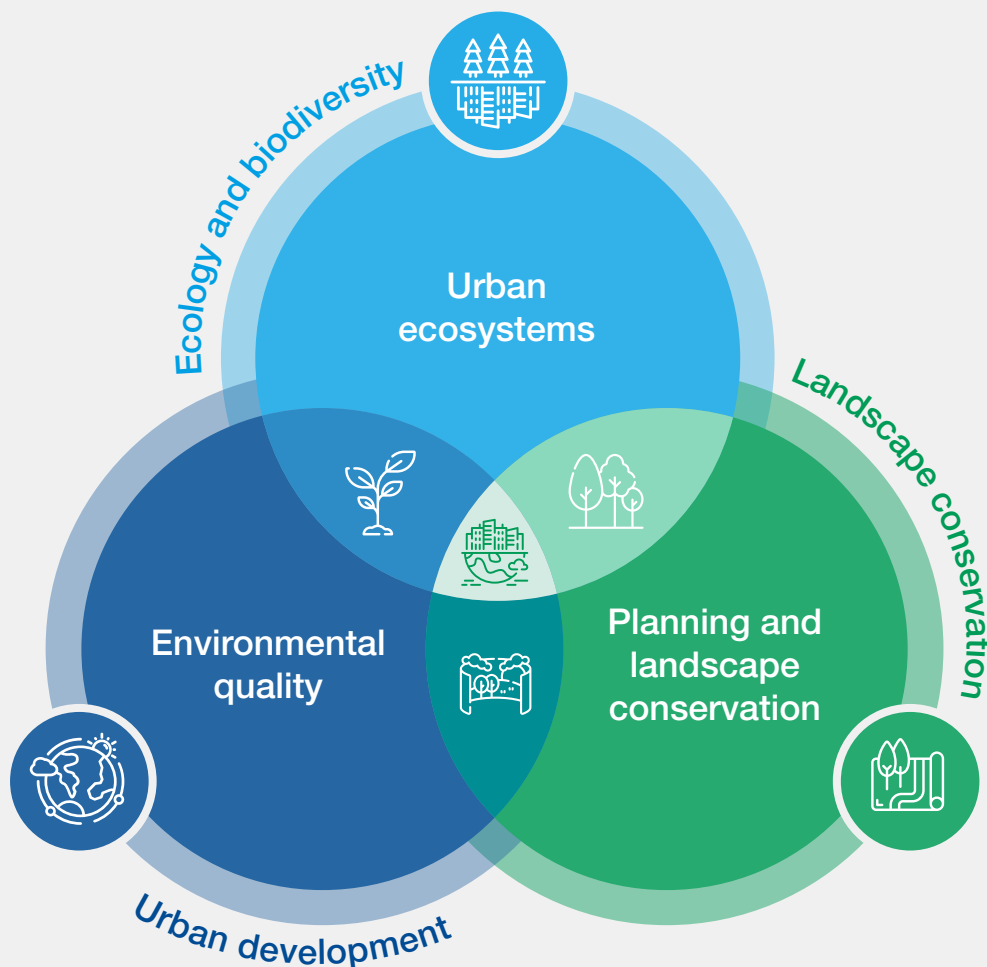 Ecology and biodiversity
Urban
ecosystems
Landscape conservation
Environmental
quality
Planning and
landscape
conservation
Urban development